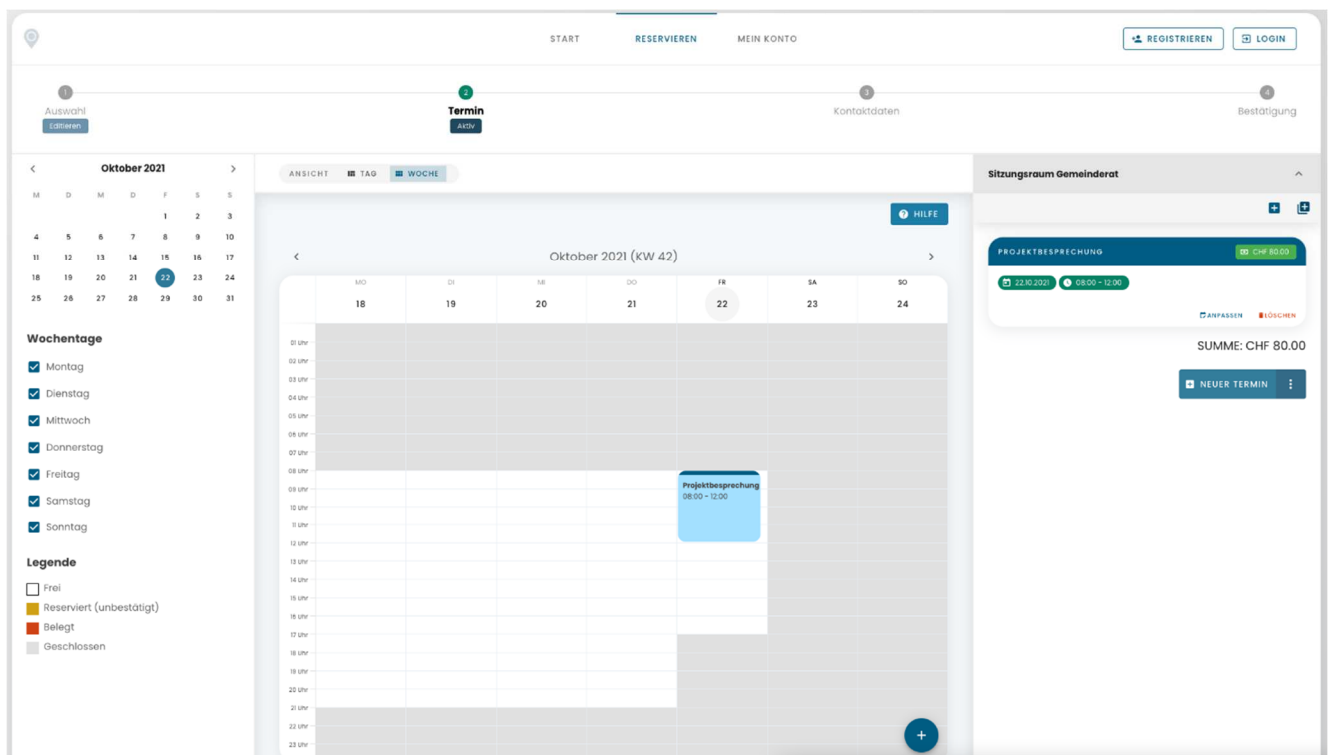 START RESERVIEREN MEIN KONTO
REGISTRIEREN LOGIN
1 2 3 4
Auswahl Termin Kontaktdaten Bestätigung
Editieren Aktiv
< Oktober 2021 >
M D M D F S S
1 2 3
4 5 6 7 8 9 10
11 12 13 14 15 16 17
18 19 20 21 22 23 24
25 26 27 28 29 30 31
Wochentage
Montag
Dienstag
Mittwoch
Donnerstag
Freitag
Samstag
Sonntag
Legende
Frei
Reserviert (unbestätigt)
Belegt
Geschlossen
ANSICHT TAG WOCHE
HILFE
< Oktober 2021 (KW 42) >
MO DI MI DO FR SA SO
18 19 20 21 22 23 24
01 Uhr
02 Uhr
03 Uhr
04 Uhr
05 Uhr
06 Uhr
07 Uhr
08 Uhr
09 Uhr
10 Uhr
11 Uhr
12 Uhr
13 Uhr
14 Uhr
15 Uhr
16 Uhr
17 Uhr
18 Uhr
19 Uhr
20 Uhr
21 Uhr
22 Uhr
23 Uhr
Projektbesprechung
08:00 - 12:00
Sitzungsraum Gemeinderat
PROJEKTBESPRECHUNG CHF 80.00
22.10.2021 08:00 - 12:00
ANPASSEN LÖSCHEN
SUMME: CHF 80.00
NEUER TERMIN